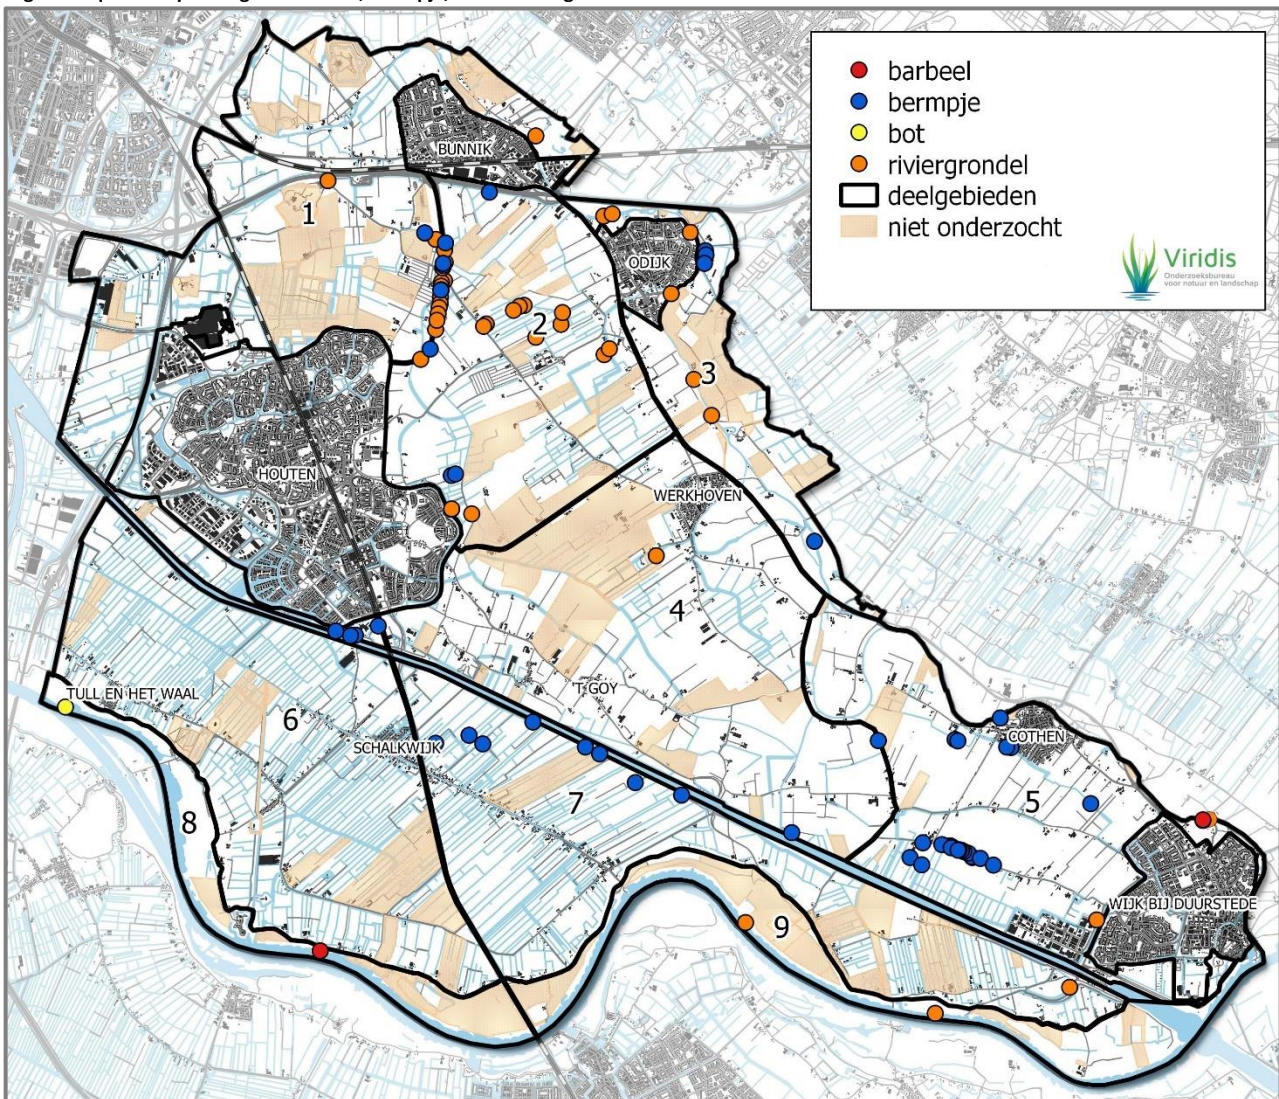 barbeel
bermpje
bot
riviergrondel
deelgebieden
niet onderzocht
Viridis
Onderzoeksbureau
voor natuur en landschap
BUNNIK
1
ODIJK
2
3
HOUTEN
WERKHOVEN
4
TULL EN HET WAAL
'T GOY
6
SCHALKWIJK
COTHEN
7
5
8
WIJK BIJ DUURSTEDE
9